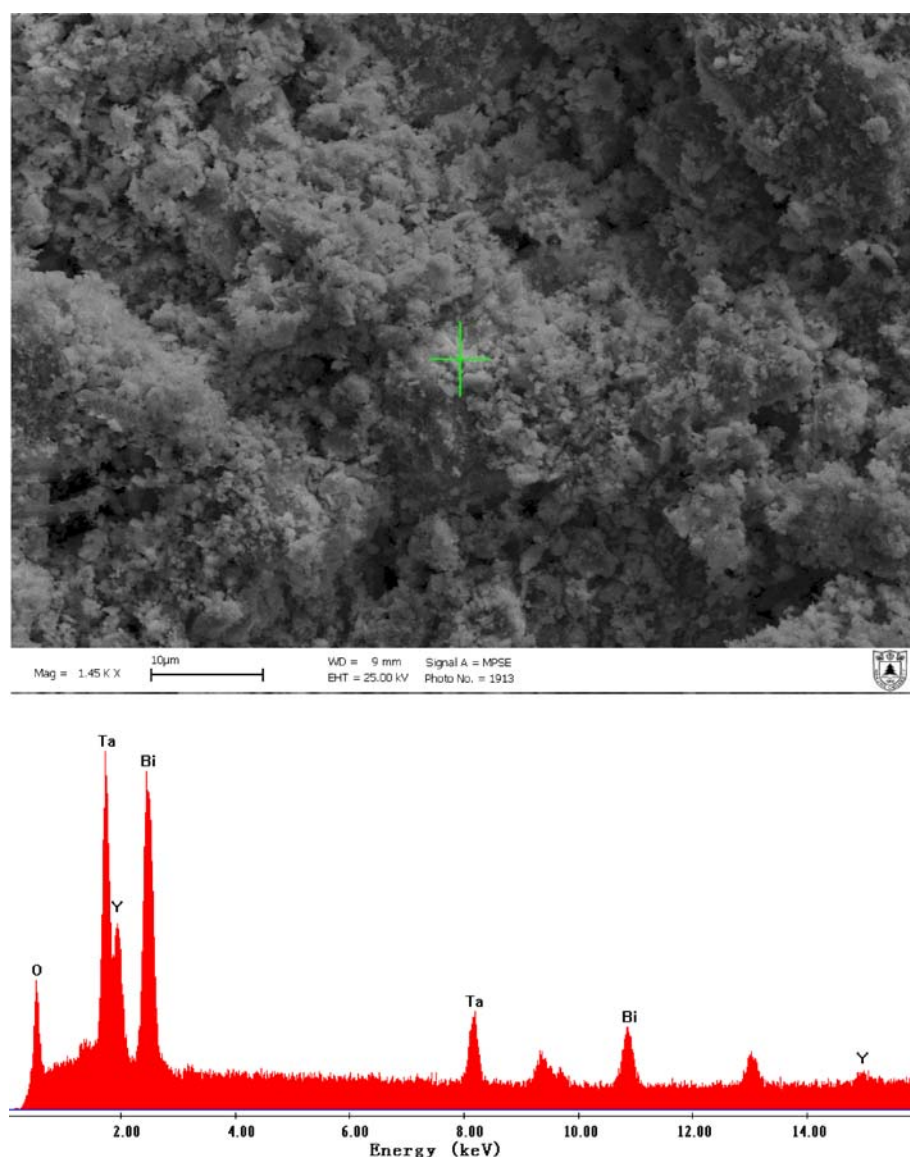 Mag = 1.45 K X
10µm
WD = 9 mm
EHT = 25.00 kV
Signal A = MPSE
Photo No. = 1913
Ta
Bi
Y
O
Ta
Bi
Y
2.00 4.00 6.00 8.00 10.00 12.00 14.00
Energy (keV)